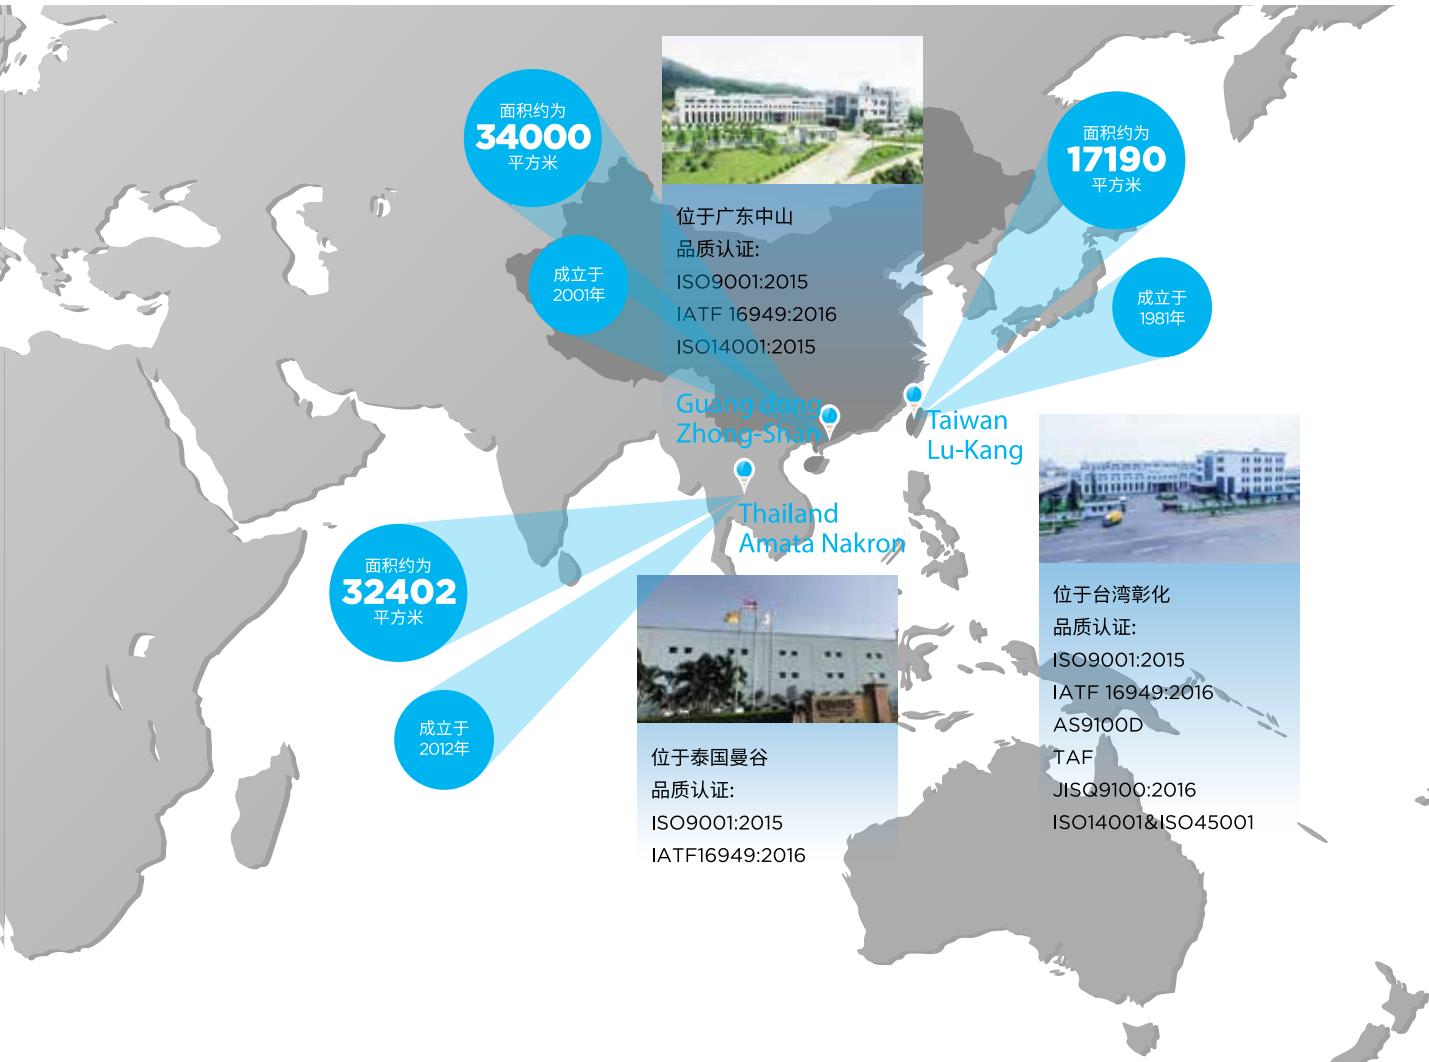 面积约为
34000
平方米
成立于
2001年
位于广东中山
品质认证:
ISO9001:2015
IATF 16949:2016
ISO14001:2015
Guang dong
Zhong-Shan
面积约为
17190
平方米
成立于
1981年
Taiwan
Lu-Kang
位于台湾彰化
品质认证:
ISO9001:2015
IATF 16949:2016
AS9100D
TAF
JISQ9100:2016
ISO14001&ISO45001
Thailand
Amata Nakron
面积约为
32402
平方米
成立于
2012年
位于泰国曼谷
品质认证:
ISO9001:2015
IATF16949:2016